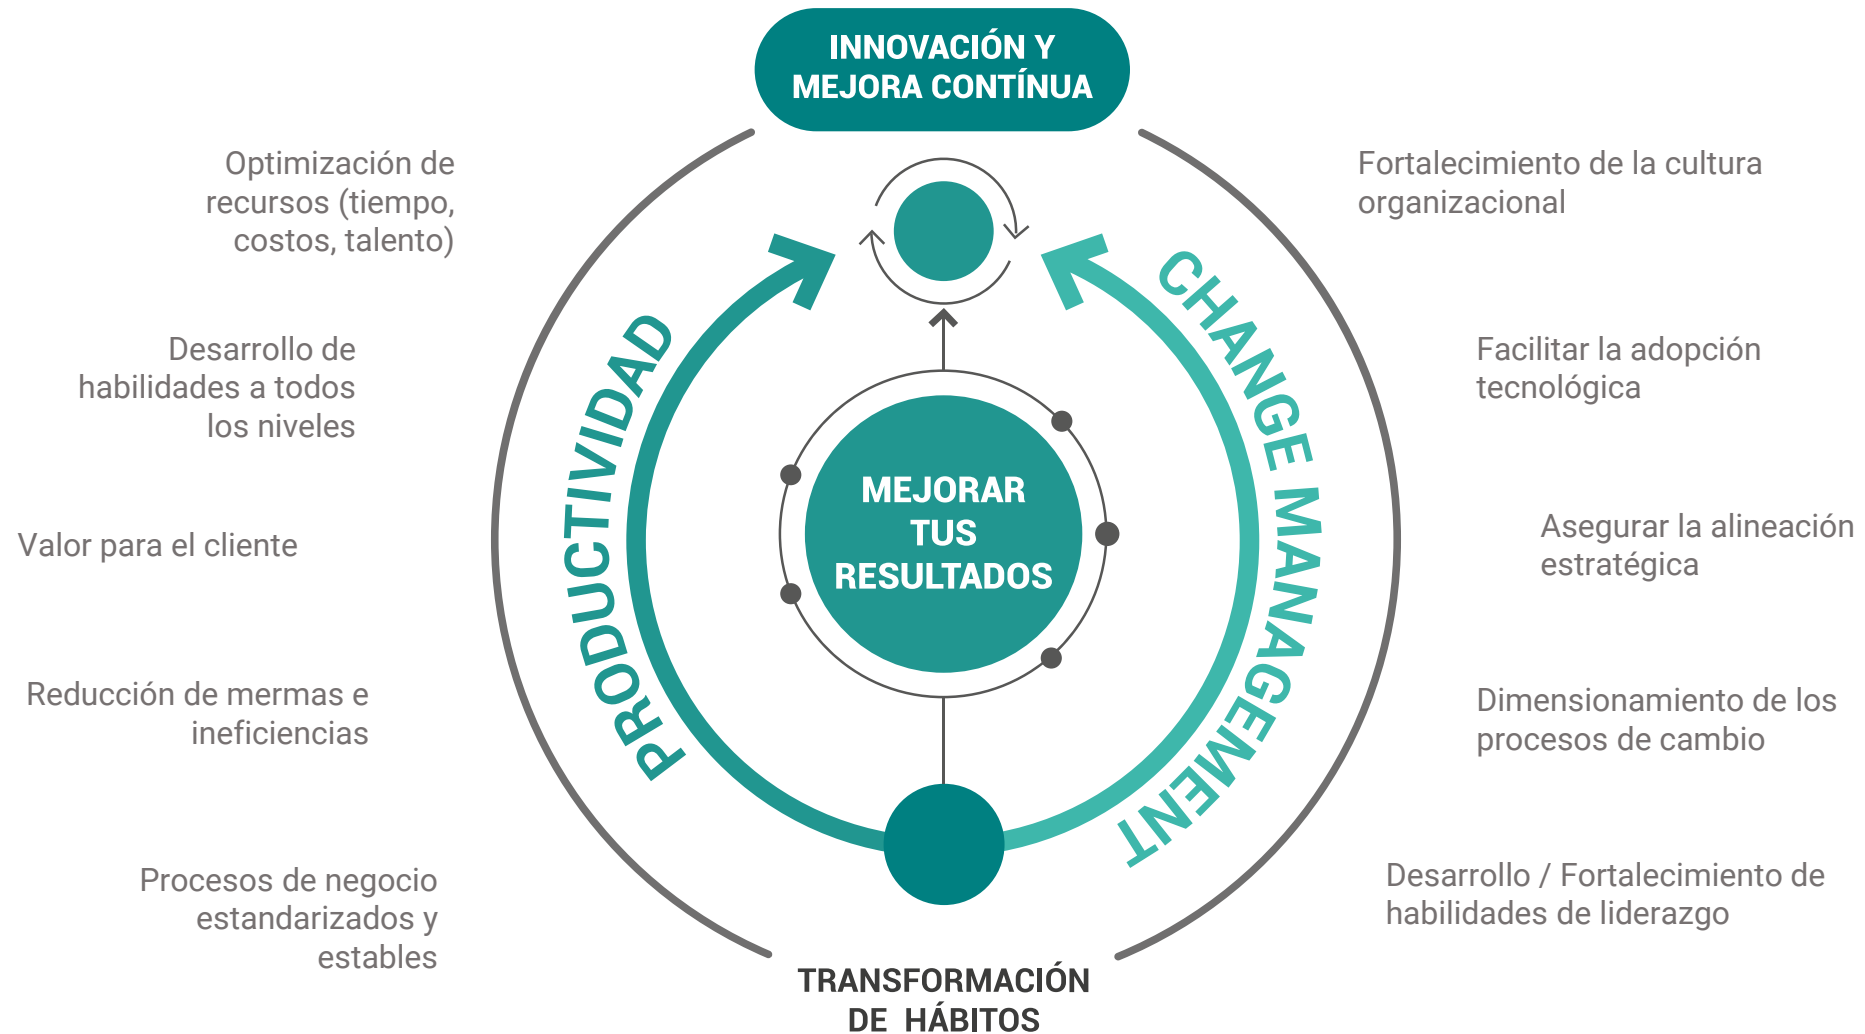 INNOVACIÓN Y
MEJORA CONTÍNUA
Optimización de
recursos (tiempo,
costos, talento)
Desarrollo de
habilidades a todos
los niveles
Valor para el cliente
Reducción de mermas e
ineficiencias
Procesos de negocio
estandarizados y
estables
PRODUCTIVIDAD
MEJORAR
TUS
RESULTADOS
CHANGE MANAGEMENT
Fortalecimiento de la cultura
organizacional
Facilitar la adopción
tecnológica
Asegurar la alineación
estratégica
Dimensionamiento de los
procesos de cambio
Desarrollo / Fortalecimiento de
habilidades de liderazgo
TRANSFORMACIÓN
DE HÁBITOS